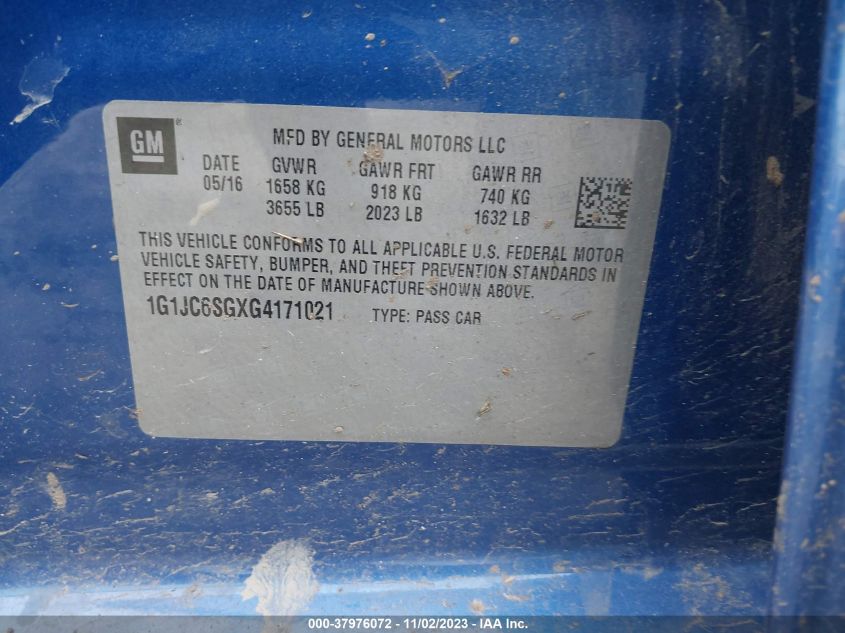 GM
MFD BY GENERAL MOTORS LLC
DATE GVWR GAWR FRT GAWR RR
05/16 1658 KG 918 KG 740 KG
3655 LB 2023 LB 1632 LB
THIS VEHICLE CONFORMS TO ALL APPLICABLE U.S. FEDERAL MOTOR
VEHICLE SAFETY, BUMPER, AND THEFT PREVENTION STANDARDS IN
EFFECT ON THE DATE OF MANUFACTURE SHOWN ABOVE.
1G1JC6SGXG4171021 TYPE: PASS CAR
000-37976072 - 11/02/2023 - IAA Inc.